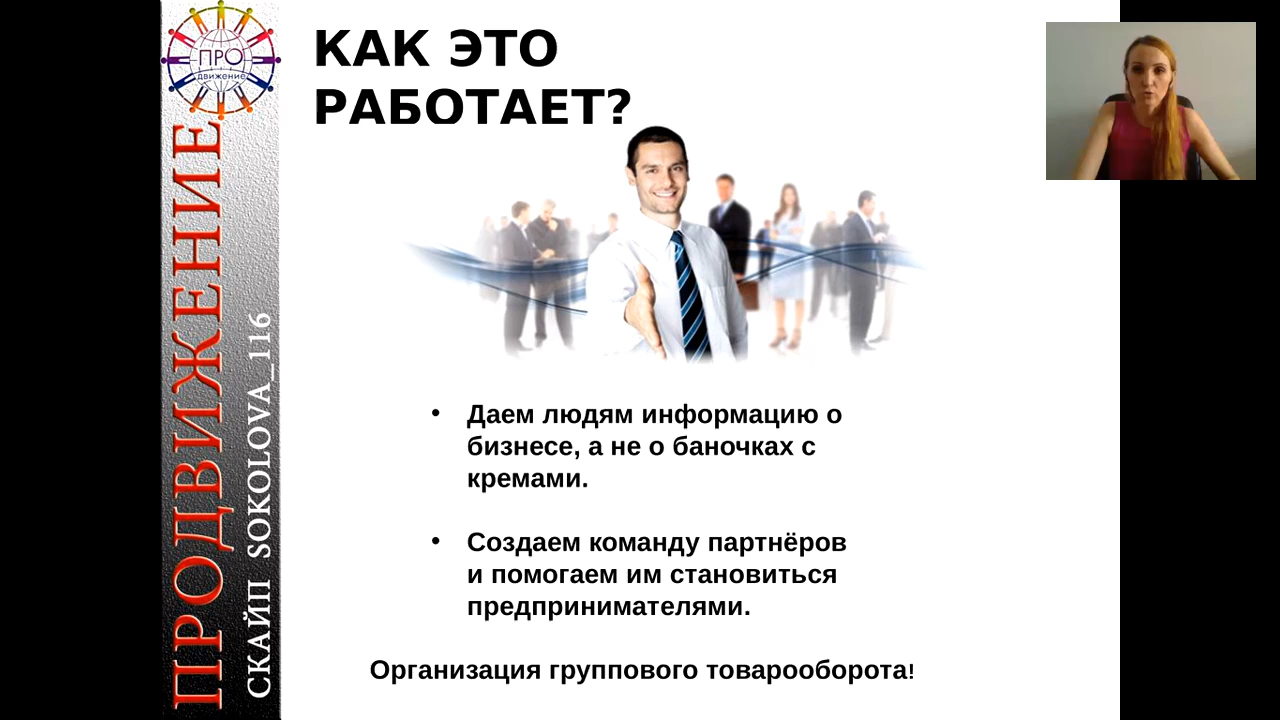 ПРО
движение
ПРОДВИЖЕНИЕ
СКАЙП SOKOLOVA_116
КАК ЭТО
РАБОТАЕТ?
• Даем людям информацию о
бизнесе, а не о баночках с
кремами.
• Создаем команду партнёров
и помогаем им становиться
предпринимателями.
Организация группового товарооборота!